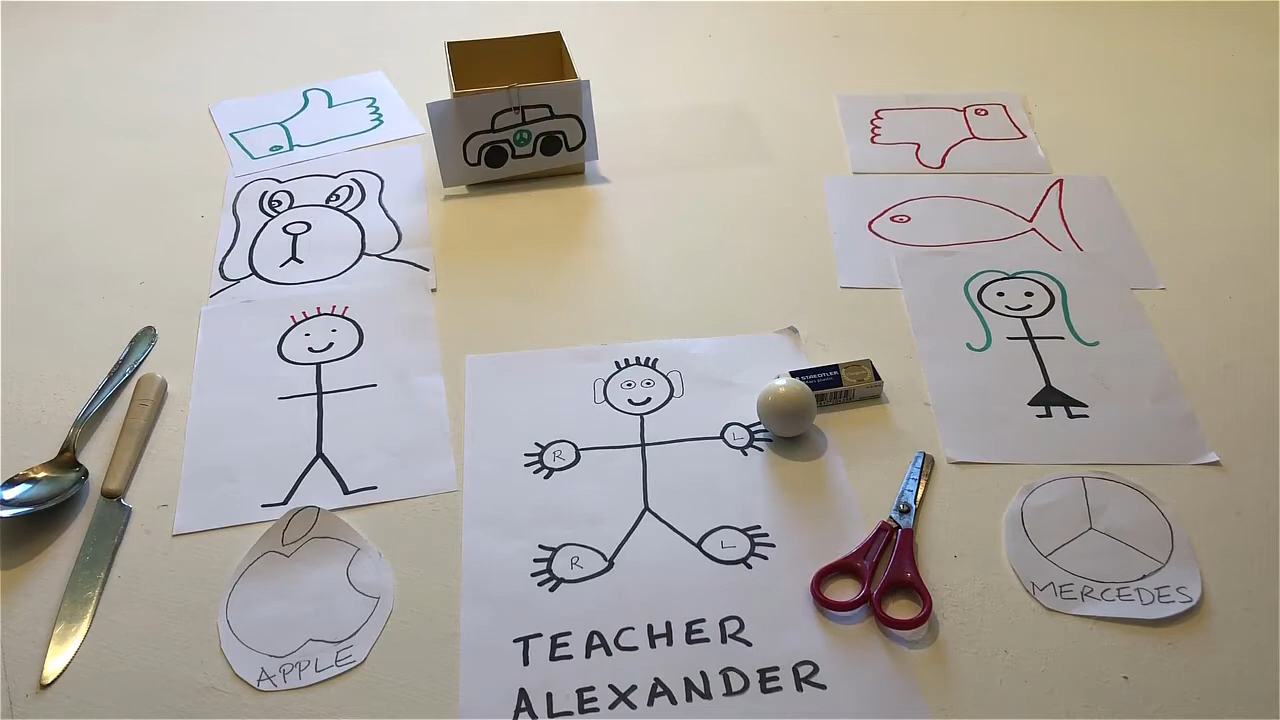 STAEDTLER
R
L
R
L
TEACHER
ALEXANDER
APPLE
MERCEDES